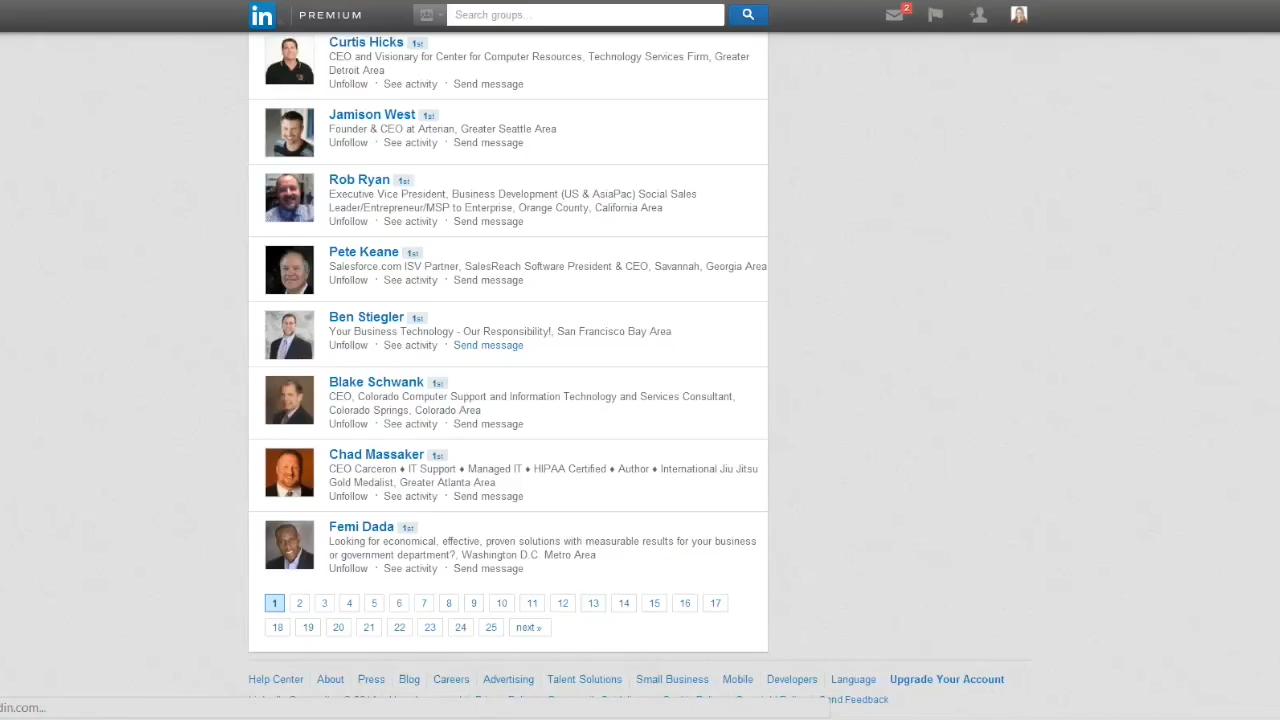 in PREMIUM Search groups... 2
Curtis Hicks 1st
CEO and Visionary for Center for Computer Resources, Technology Services Firm, Greater
Detroit Area
Unfollow · See activity · Send message
Jamison West 1st
Founder & CEO at Arterian, Greater Seattle Area
Unfollow · See activity · Send message
Rob Ryan 1st
Executive Vice President, Business Development (US & AsiaPac) Social Sales
Leader/Entrepreneur/MSP to Enterprise, Orange County, California Area
Unfollow · See activity · Send message
Pete Keane 1st
Salesforce.com ISV Partner, SalesReach Software President & CEO, Savannah, Georgia Area
Unfollow · See activity · Send message
Ben Stiegler 1st
Your Business Technology - Our Responsibility!, San Francisco Bay Area
Unfollow · See activity · Send message
Blake Schwank 1st
CEO, Colorado Computer Support and Information Technology and Services Consultant,
Colorado Springs, Colorado Area
Unfollow · See activity · Send message
Chad Massaker 1st
CEO Carceron ♦ IT Support ♦ Managed IT ♦ HIPAA Certified ♦ Author ♦ International Jiu Jitsu
Gold Medalist, Greater Atlanta Area
Unfollow · See activity · Send message
Femi Dada 1st
Looking for economical, effective, proven solutions with measurable results for your business
or government department?, Washington D.C. Metro Area
Unfollow · See activity · Send message
1 2 3 4 5 6 7 8 9 10 11 12 13 14 15 16 17
18 19 20 21 22 23 24 25 next »
Help Center About Press Blog Careers Advertising Talent Solutions Small Business Mobile Developers Language Upgrade Your Account
Send Feedback
din.com...